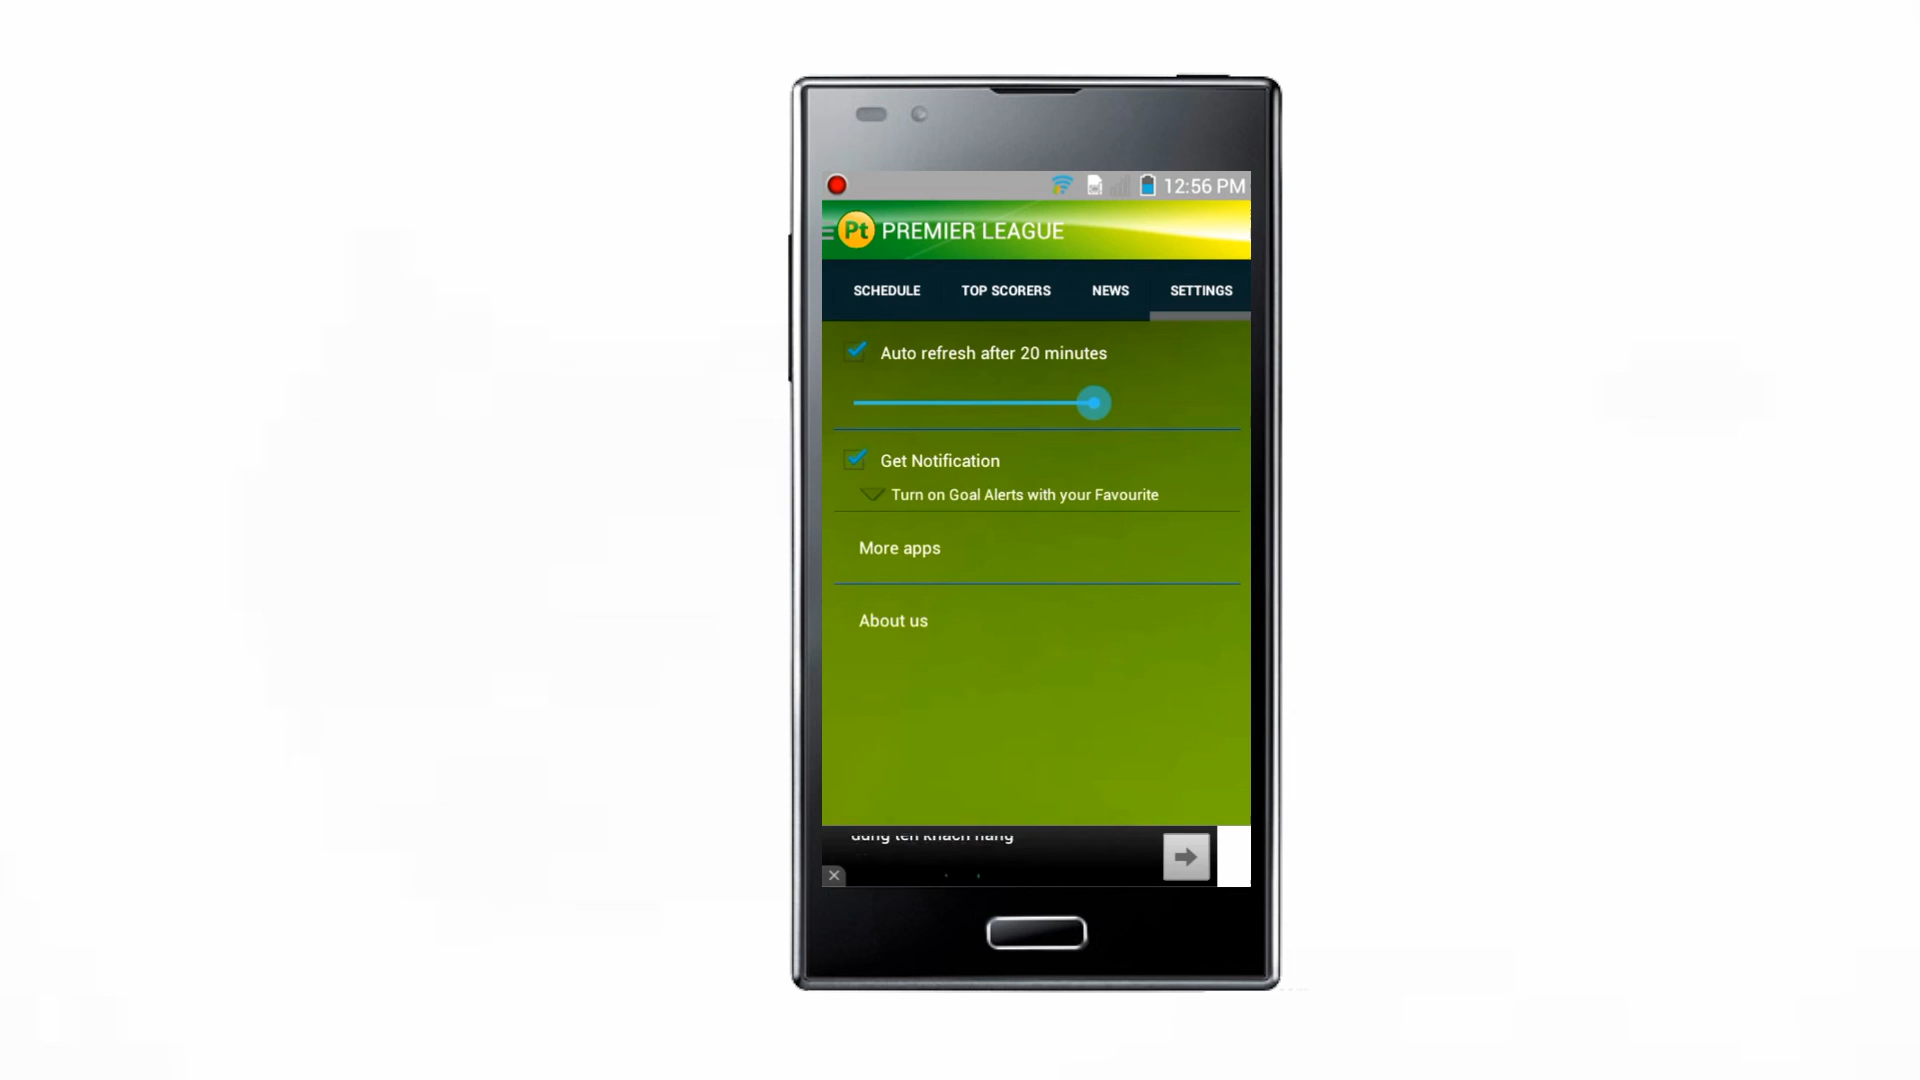 12:56 PM
Pt PREMIER LEAGUE
SCHEDULE TOP SCORERS NEWS SETTINGS
Auto refresh after 20 minutes
Get Notification
Turn on Goal Alerts with your Favourite
More apps
About us